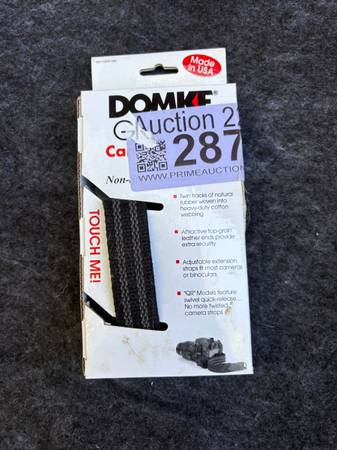 Made
in USA
DOMKE
Auction 2
287
WWW.PRIMEAUCTION
Ca
Non-
TOUCH ME!
• Twin tracks of natural
rubber woven into
heavy-duty cotton
webbing
• Attractive top-grain
leather ends provide
extra security
• Adjustable extension
straps fit most cameras
or binoculars
• "QR" Models feature
swivel quick-release...
No more twisted
camera straps